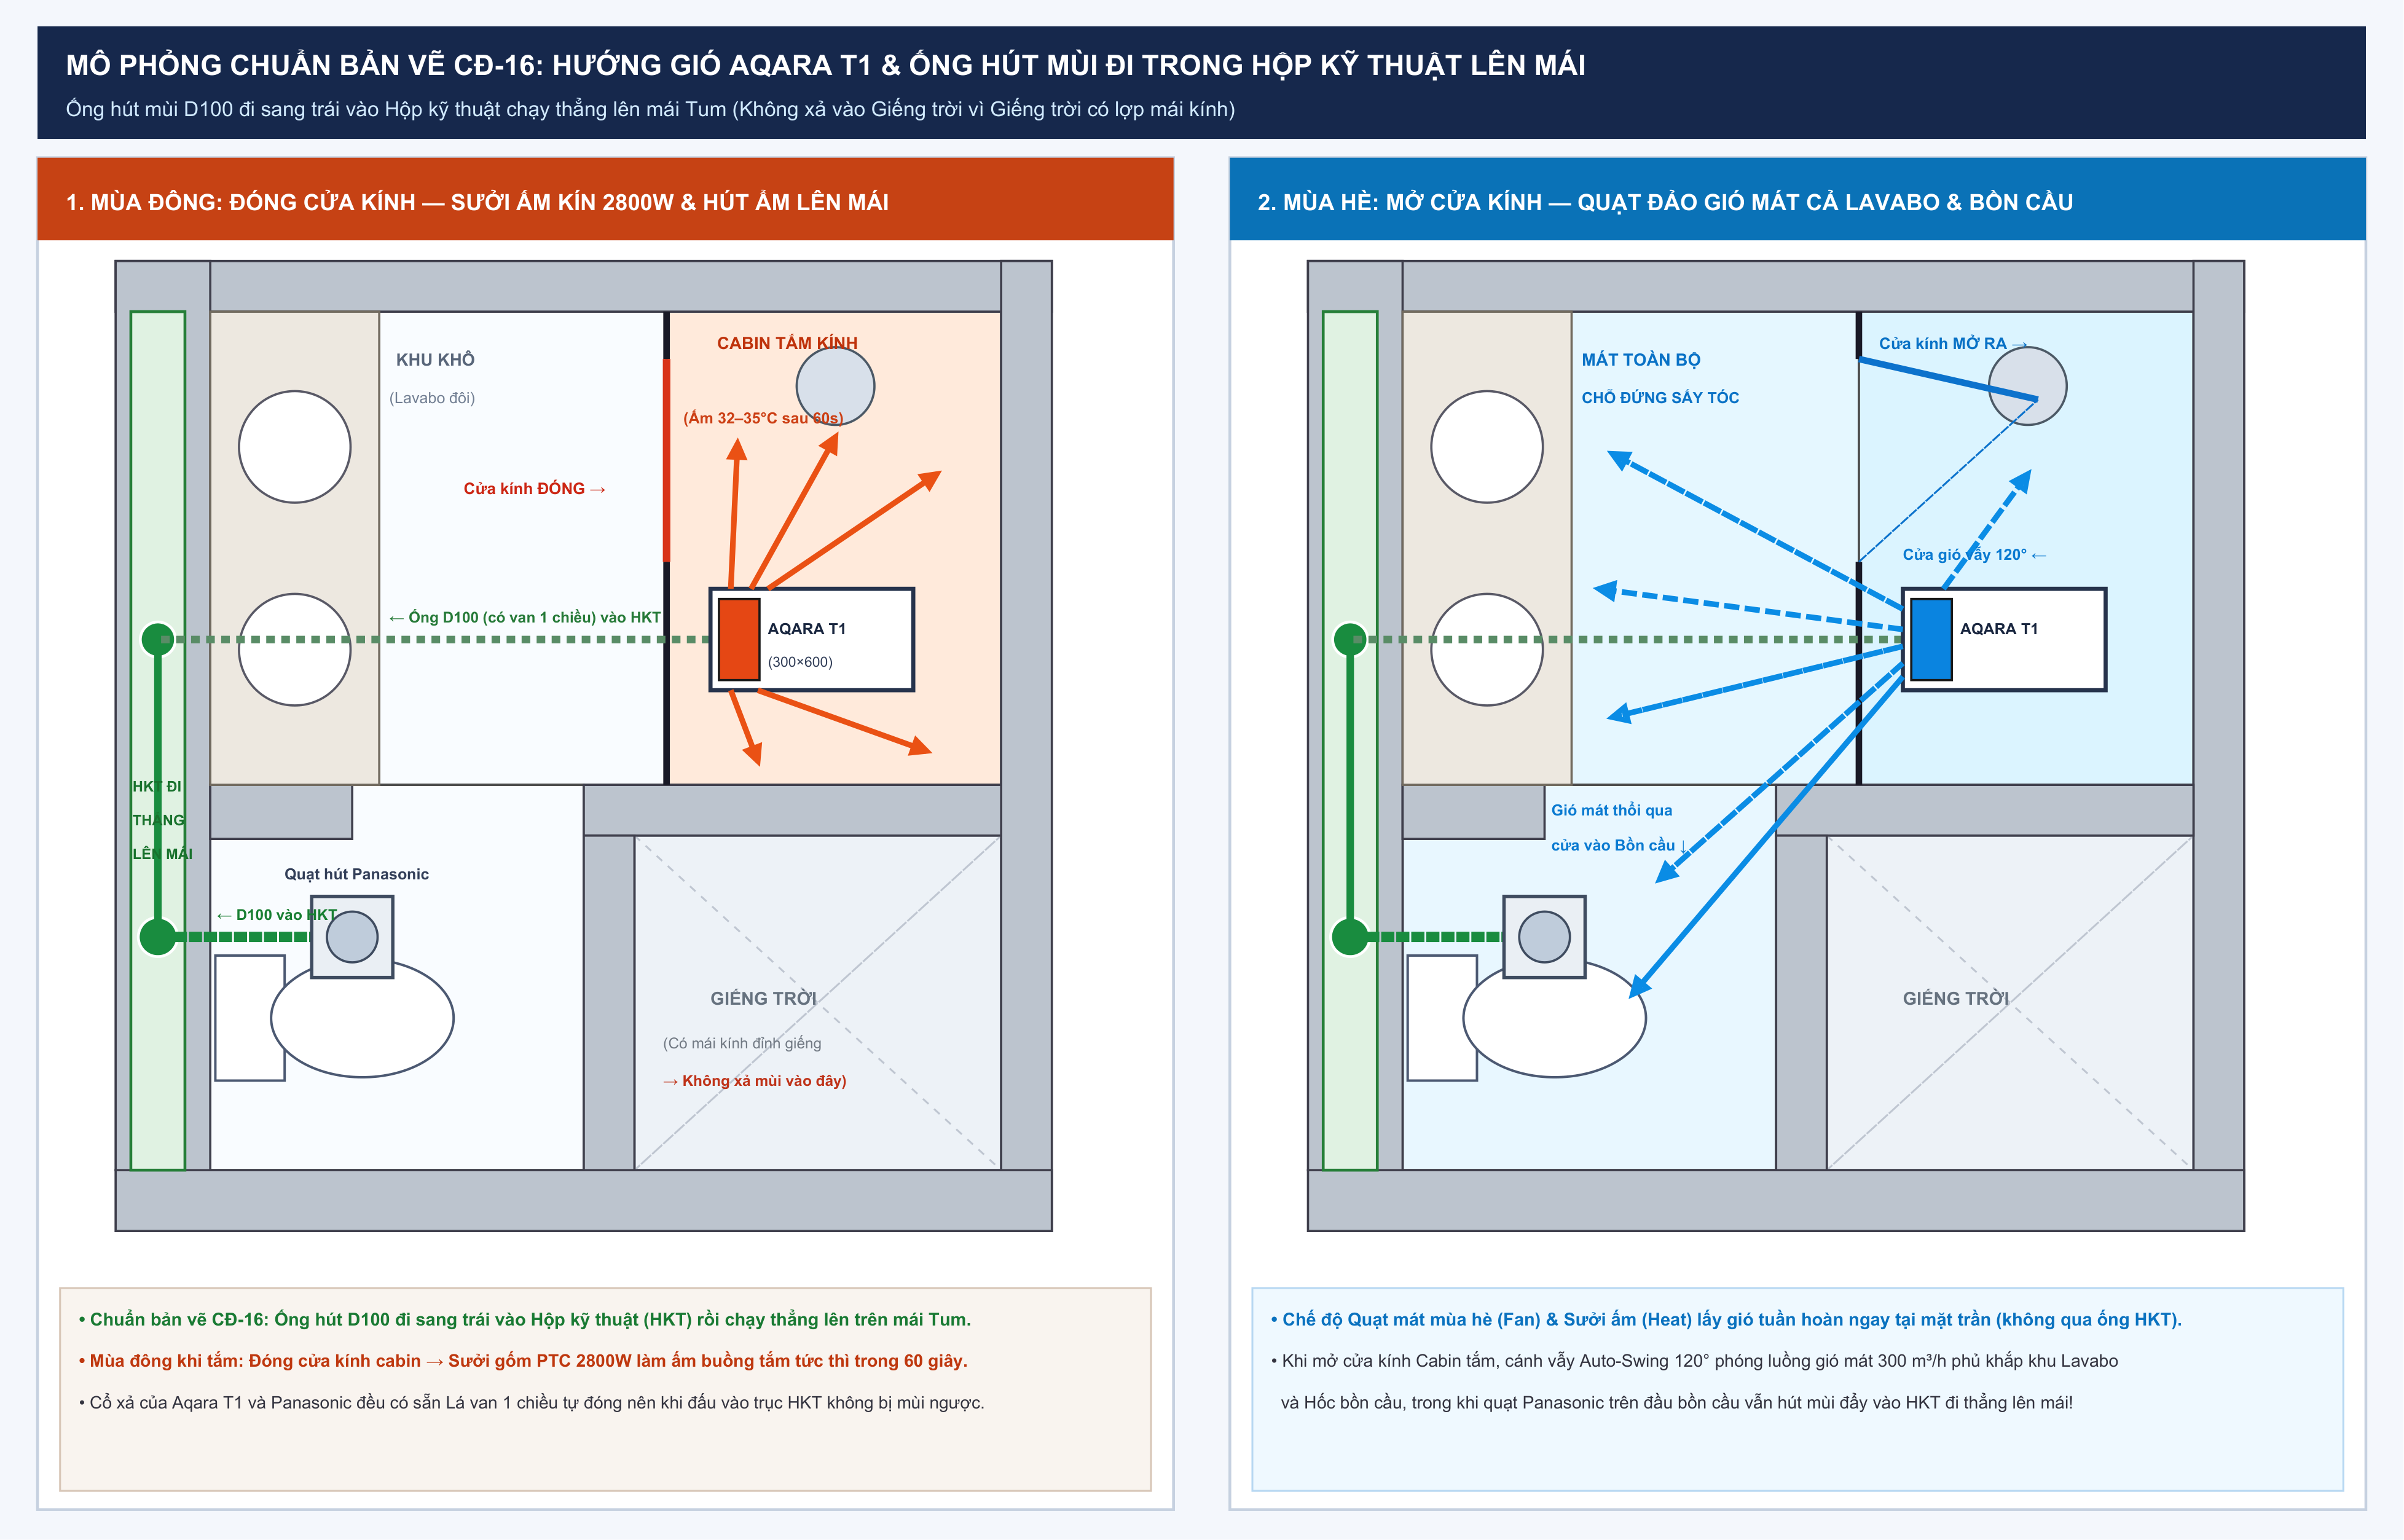 MÔ PHỎNG CHUẨN BẢN VẼ CĐ-16: HƯỚNG GIÓ AQARA T1 & ỐNG HÚT MÙI ĐI TRONG HỘP KỸ THUẬT LÊN MÁI
Ống hút mùi D100 đi sang trái vào Hộp kỹ thuật chạy thẳng lên mái Tum (Không xả vào Giếng trời vì Giếng trời có lợp mái kính)
1. MÙA ĐÔNG: ĐÓNG CỬA KÍNH — SƯỞI ẤM KÍN 2800W & HÚT ẨM LÊN MÁI
KHU KHÔ
(Lavabo đôi)
CABIN TẮM KÍNH
(Ấm 32–35°C sau 60s)
Cửa kính ĐÓNG →
← Ống D100 (có van 1 chiều) vào HKT
AQARA T1
(300×600)
HKT ĐI
THẲNG
LÊN MÁI
Quạt hút Panasonic
← D100 vào HKT
GIẾNG TRỜI
(Có mái kính đỉnh giếng
→ Không xả mùi vào đây)
• Chuẩn bản vẽ CĐ-16: Ống hút D100 đi sang trái vào Hộp kỹ thuật (HKT) rồi chạy thẳng lên trên mái Tum.
• Mùa đông khi tắm: Đóng cửa kính cabin → Sưởi gốm PTC 2800W làm ấm buồng tắm tức thì trong 60 giây.
• Cổ xả của Aqara T1 và Panasonic đều có sẵn Lá van 1 chiều tự đóng nên khi đấu vào trục HKT không bị mùi ngược.
2. MÙA HÈ: MỞ CỬA KÍNH — QUẠT ĐẢO GIÓ MÁT CẢ LAVABO & BỒN CẦU
MÁT TOÀN BỘ
CHỖ ĐỨNG SẤY TÓC
Cửa kính MỞ RA →
Cửa gió vẫy 120° ←
AQARA T1
Gió mát thổi qua
cửa vào Bồn cầu ↓
GIẾNG TRỜI
• Chế độ Quạt mát mùa hè (Fan) & Sưởi ấm (Heat) lấy gió tuần hoàn ngay tại mặt trần (không qua ống HKT).
• Khi mở cửa kính Cabin tắm, cánh vẫy Auto-Swing 120° phóng luồng gió mát 300 m³/h phủ khắp khu Lavabo
và Hốc bồn cầu, trong khi quạt Panasonic trên đầu bồn cầu vẫn hút mùi đẩy vào HKT đi thẳng lên mái!